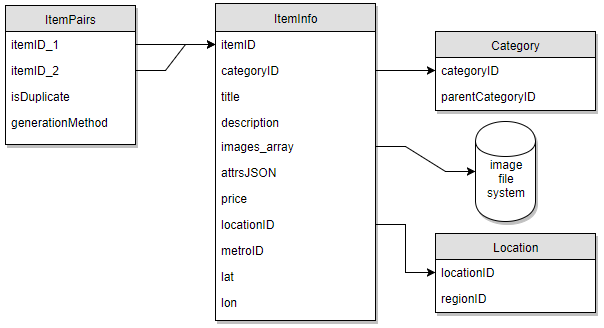 ItemPairs
itemID_1
itemID_2
isDuplicate
generationMethod
ItemInfo
itemID
categoryID
title
description
images_array
attrsJSON
price
locationID
metroID
lat
lon
Category
categoryID
parentCategoryID
image
file
system
Location
locationID
regionID